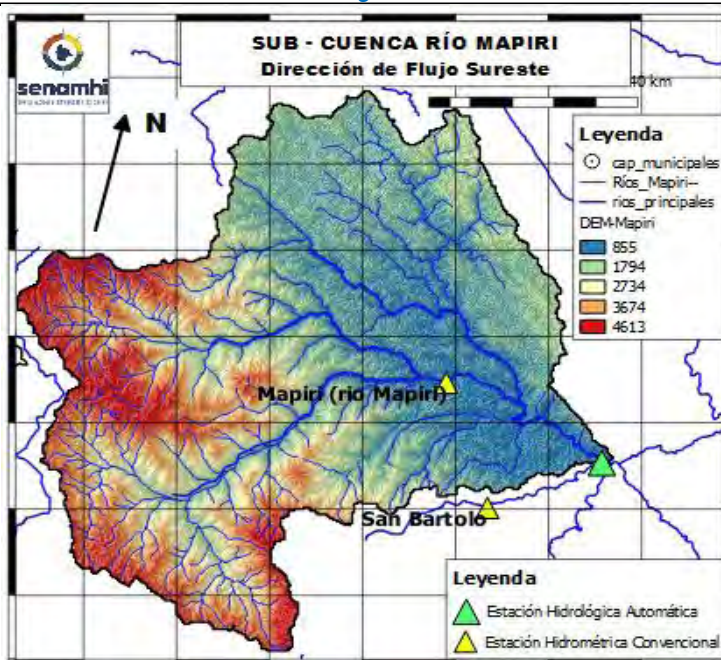 SUB - CUENCA RÍO MAPIRI
Dirección de Flujo Sureste
senamhi
40 km
N
Leyenda
cap_municipales
Ríos_Mapiri--
rios_principales
DEM-Mapiri
855
1794
2734
3674
4613
Mapiri (rio Mapiri)
San Bartolo
Leyenda
Estación Hidrológica Automática
Estación Hidrométrica Convencional